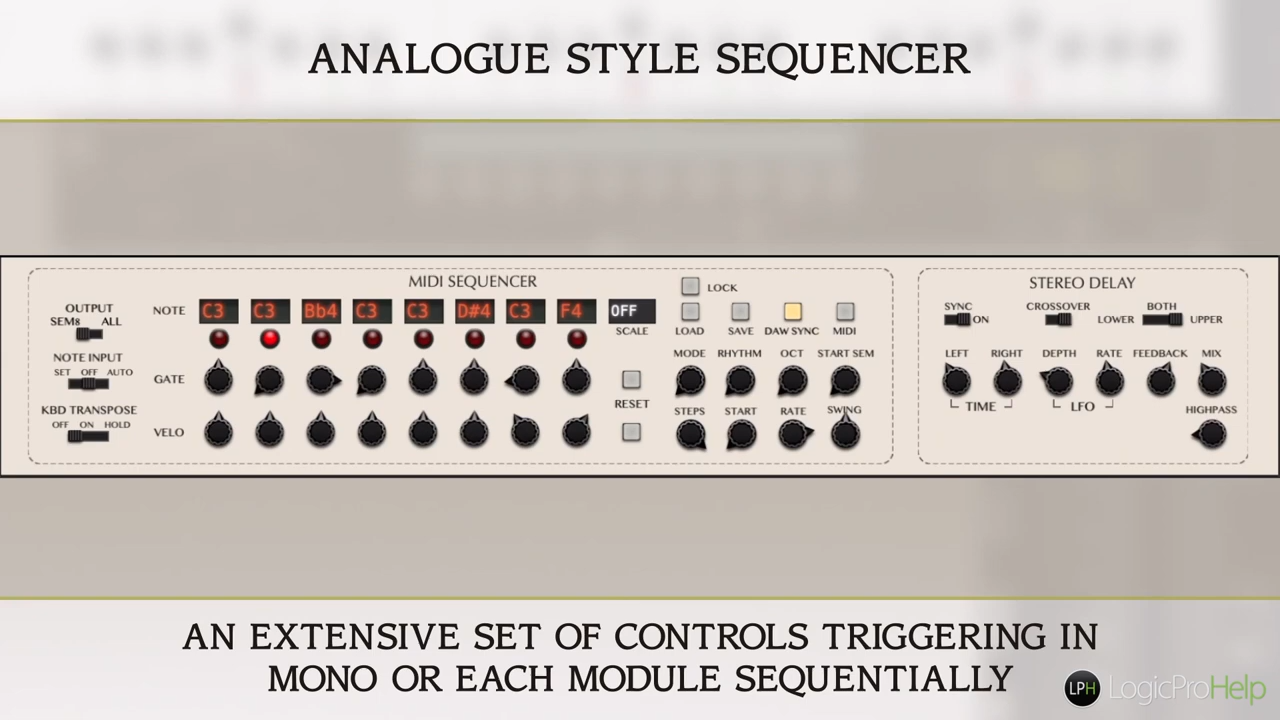 ANALOGUE STYLE SEQUENCER
MIDI SEQUENCER
OUTPUT
SEM8 ALL
NOTE INPUT
SET OFF AUTO
KBD TRANSPOSE
OFF ON HOLD
NOTE C3 C3 Bb4 C3 C3 D#4 C3 F4 OFF
SCALE
GATE
RESET
VELO
LOCK
LOAD SAVE DAW SYNC MIDI
MODE RHYTHM OCT START SEM
STEPS START RATE SWING
STEREO DELAY
SYNC
ON
CROSSOVER
BOTH
LOWER UPPER
LEFT RIGHT DEPTH RATE FEEDBACK MIX
TIME LFO
HIGHPASS
AN EXTENSIVE SET OF CONTROLS TRIGGERING IN
MONO OR EACH MODULE SEQUENTIALLY
LPH LogicProHelp